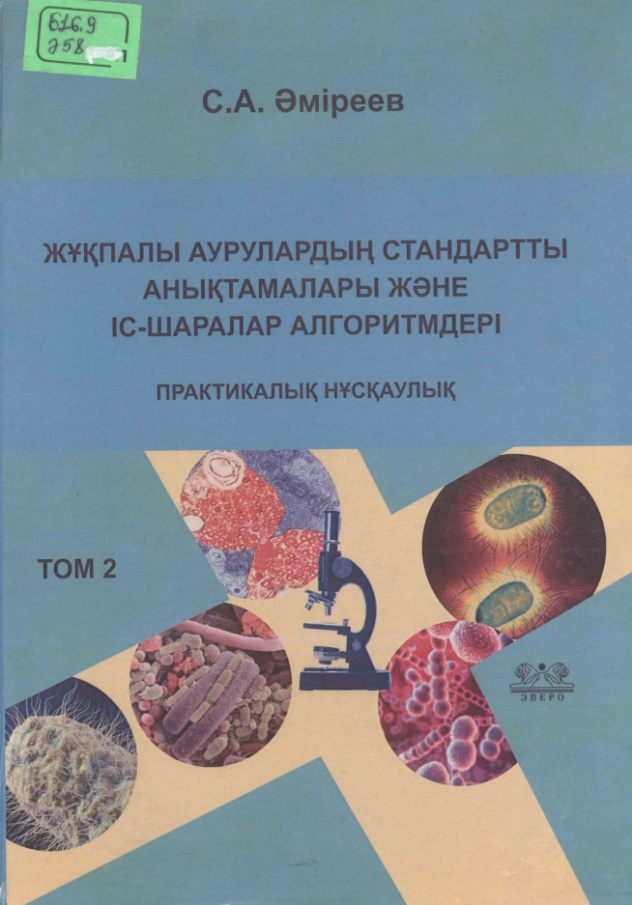 616.9
Ә58
С.А. Әміреев
ЖҰҚПАЛЫ АУРУЛАРДЫҢ СТАНДАРТТЫ
АНЫҚТАМАЛАРЫ ЖӘНЕ
ІС-ШАРАЛАР АЛГОРИТМДЕРІ
ПРАКТИКАЛЫҚ НҰСҚАУЛЫҚ
ТОМ 2
ЭВЕРО